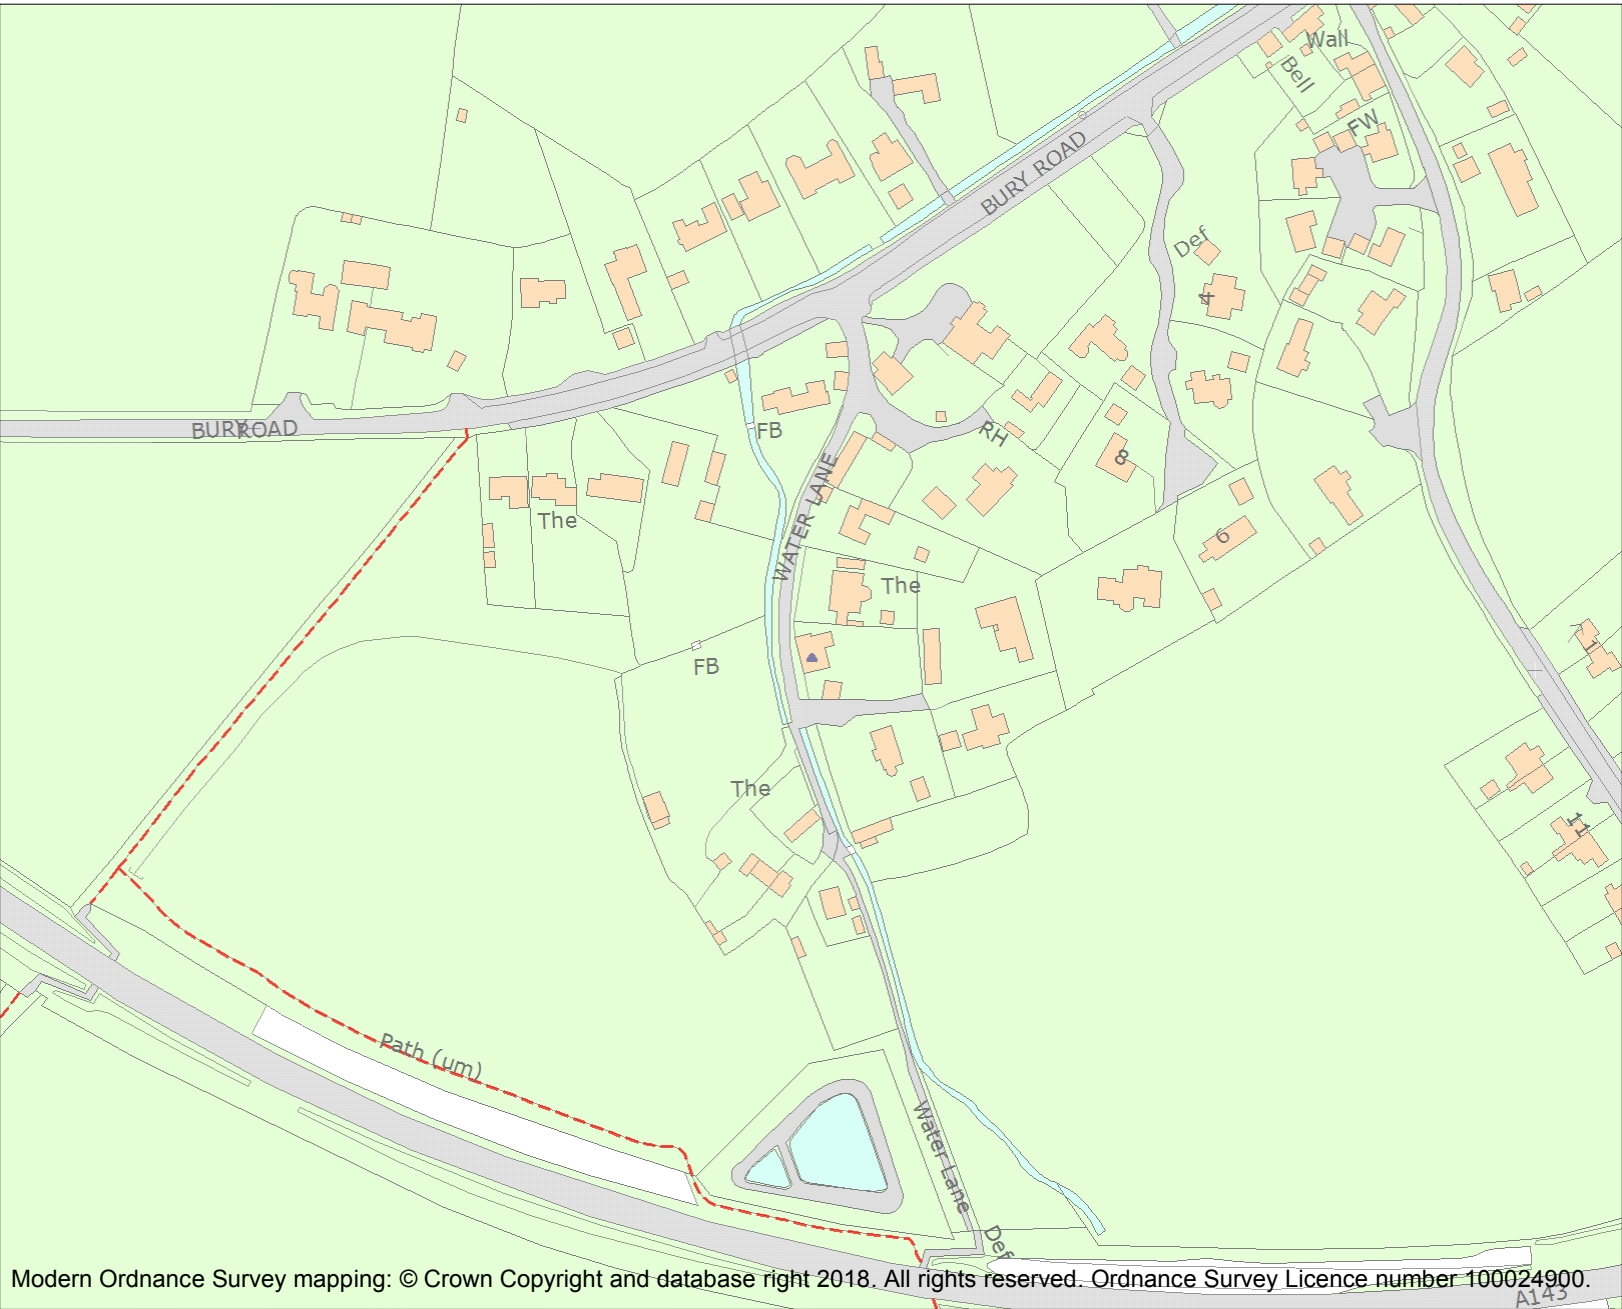 Wall
Bell
FW
BURY ROAD
Def
4
BURY ROAD
FB
RH
8
WATER LANE
The
6
The
FB
1
The
11
Path (um)
Water Lane
Def
Modern Ordnance Survey mapping: © Crown Copyright and database right 2018. All rights reserved. Ordnance Survey Licence number 100024900.
A143